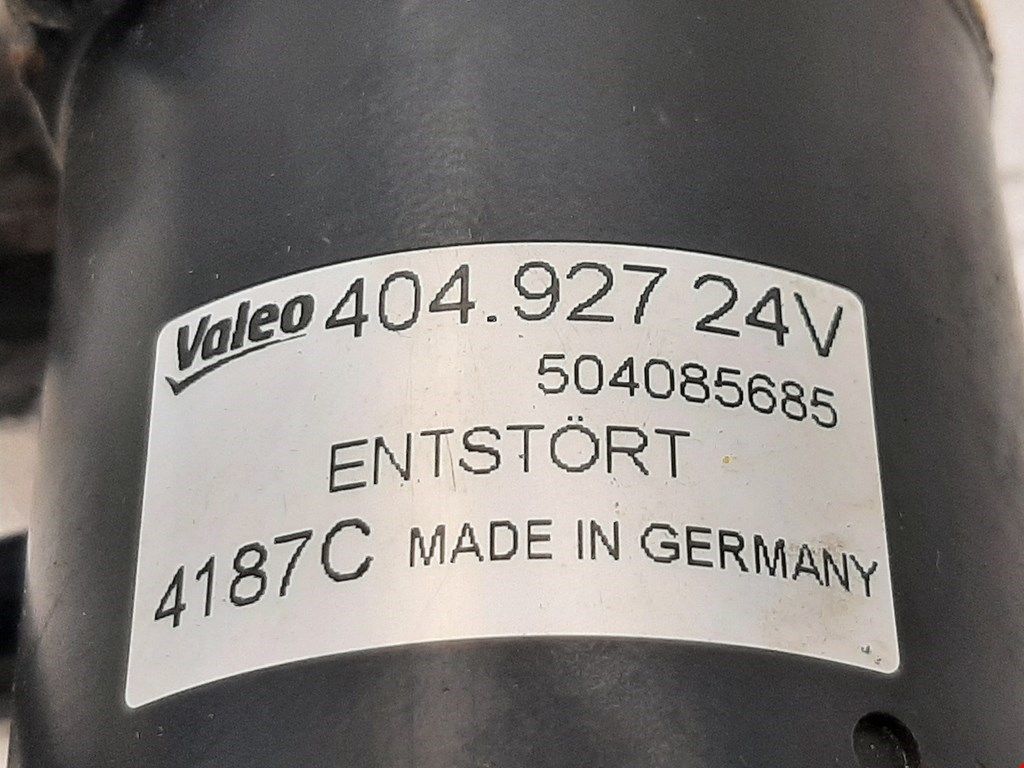 Valeo 404.927 24V
504085685
ENTSTÖRT
4187C MADE IN GERMANY